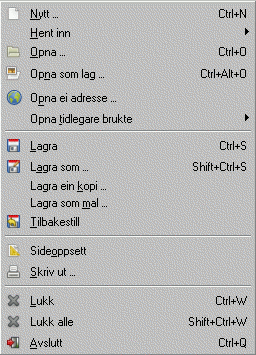 Nytt ... Ctrl+N
Hent inn
Opna ... Ctrl+O
Opna som lag ... Ctrl+Alt+O
Opna ei adresse ...
Opna tidlegare brukte
Lagra Ctrl+S
Lagra som ... Shift+Ctrl+S
Lagra ein kopi ...
Lagra som mal ...
Tilbakestill
Sideoppsett
Skriv ut ...
Lukk Ctrl+W
Lukk alle Shift+Ctrl+W
Avslutt Ctrl+Q